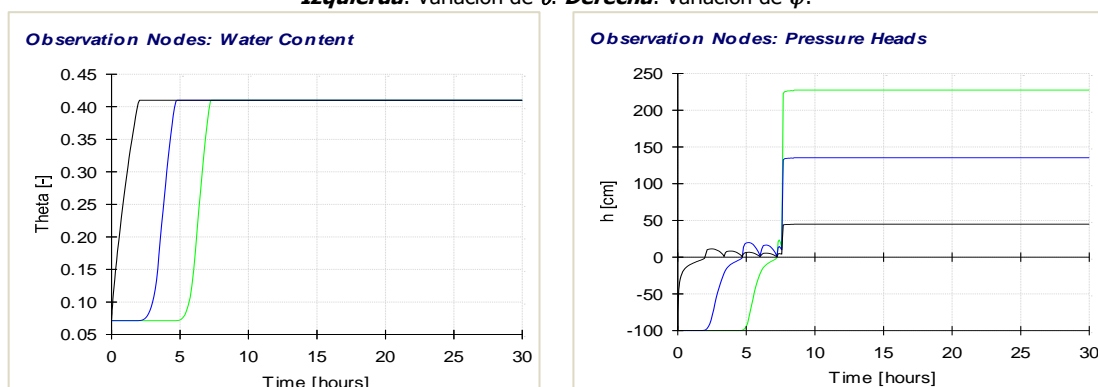 Izquierda: Variación de θ. Derecha: Variación de φ.
Observation Nodes: Water Content
Theta [-]
0.45
0.40
0.35
0.30
0.25
0.20
0.15
0.10
0.05
0 5 10 15 20 25 30
Time [hours]
Observation Nodes: Pressure Heads
h [cm]
250
200
150
100
50
0
-50
-100
0 5 10 15 20 25 30
Time [hours]